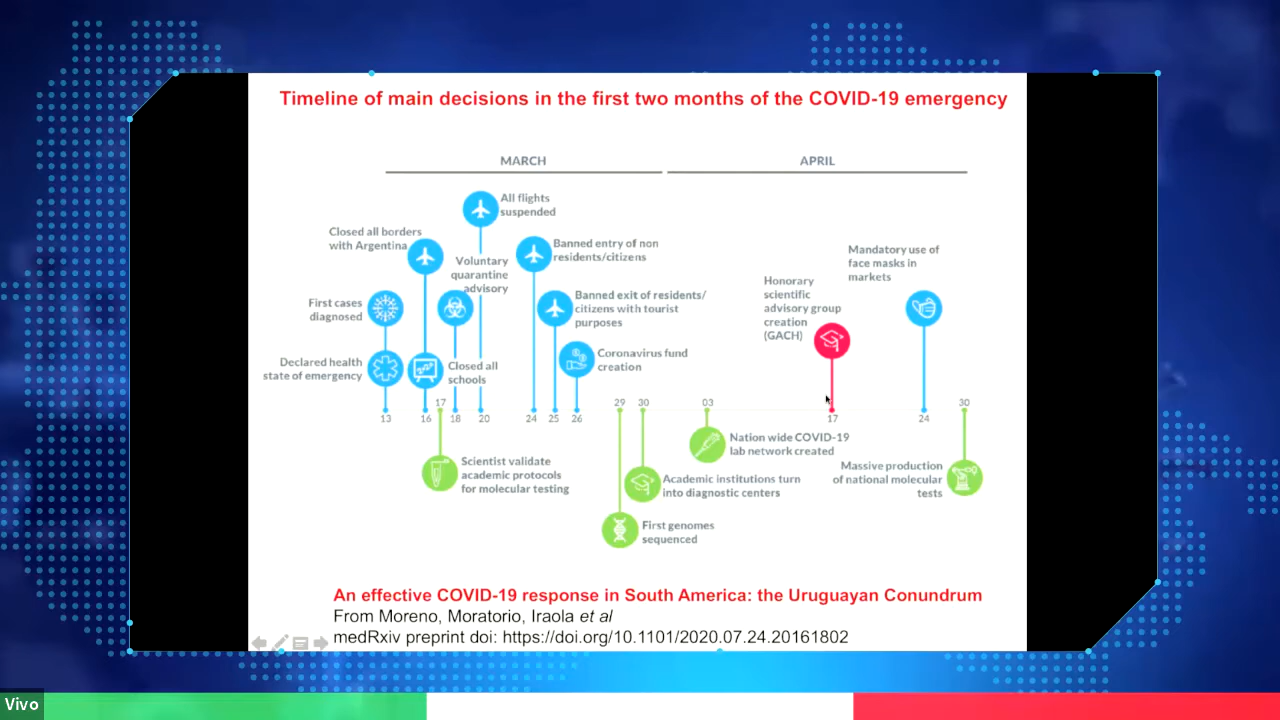 Timeline of main decisions in the first two months of the COVID-19 emergency
MARCH
APRIL
All flights
suspended
Closed all borders
with Argentina
Banned entry of non
residents/citizens
Voluntary
quarantine
advisory
Mandatory use of
face masks in
markets
Honorary
scientific
advisory group
creation
(GACH)
First cases
diagnosed
Banned exit of residents/
citizens with tourist
purposes
Declared health
state of emergency
Closed all
schools
Coronavirus fund
creation
17
29
30
03
30
13
16
18
20
24
25
26
17
24
Scientist validate
academic protocols
for molecular testing
Nation wide COVID-19
lab network created
Academic institutions turn
into diagnostic centers
Massive production
of national molecular
tests
First genomes
sequenced
An effective COVID-19 response in South America: the Uruguayan Conundrum
From Moreno, Moratorio, Iraola et al
medRxiv preprint doi: https://doi.org/10.1101/2020.07.24.20161802
Vivo